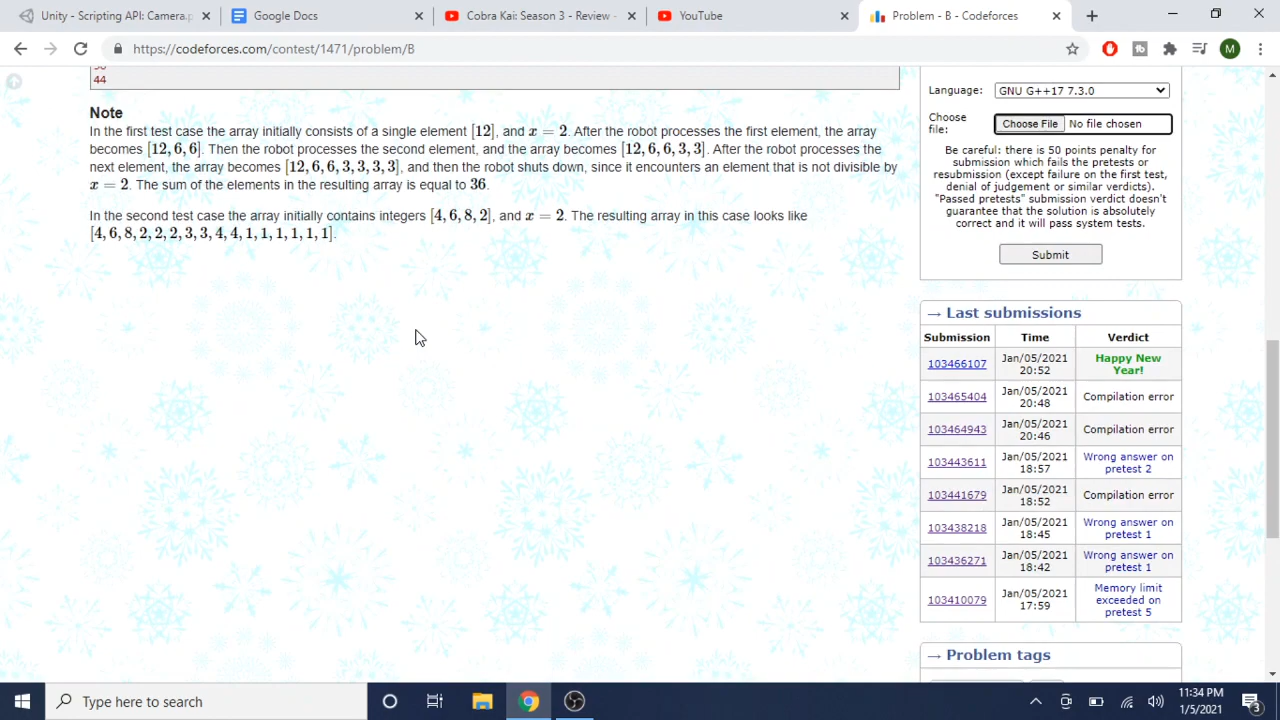 Unity - Scripting API: Camera.p
Google Docs
Cobra Kai: Season 3 - Review -
YouTube
Problem - B - Codeforces
https://codeforces.com/contest/1471/problem/B
M
44
Note
In the first test case the array initially consists of a single element [12], and x = 2. After the robot processes the first element, the array
becomes [12, 6, 6]. Then the robot processes the second element, and the array becomes [12, 6, 6, 3, 3]. After the robot processes the
next element, the array becomes [12, 6, 6, 3, 3, 3, 3], and then the robot shuts down, since it encounters an element that is not divisible by
x = 2. The sum of the elements in the resulting array is equal to 36.
In the second test case the array initially contains integers [4, 6, 8, 2], and x = 2. The resulting array in this case looks like
[4, 6, 8, 2, 2, 2, 3, 3, 4, 4, 1, 1, 1, 1, 1, 1].
Language: GNU G++17 7.3.0
Choose file: Choose File No file chosen
Be careful: there is 50 points penalty for
submission which fails the pretests or
resubmission (except failure on the first test,
denial of judgement or similar verdicts).
"Passed pretests" submission verdict doesn't
guarantee that the solution is absolutely
correct and it will pass system tests.
Submit
→ Last submissions
Submission Time Verdict
103466107 Jan/05/2021 20:52 Happy New Year!
103465404 Jan/05/2021 20:48 Compilation error
103464943 Jan/05/2021 20:46 Compilation error
103443611 Jan/05/2021 18:57 Wrong answer on pretest 2
103441679 Jan/05/2021 18:52 Compilation error
103438218 Jan/05/2021 18:45 Wrong answer on pretest 1
103436271 Jan/05/2021 18:42 Wrong answer on pretest 1
103410079 Jan/05/2021 17:59 Memory limit exceeded on pretest 5
→ Problem tags
Type here to search
11:34 PM
1/5/2021
3